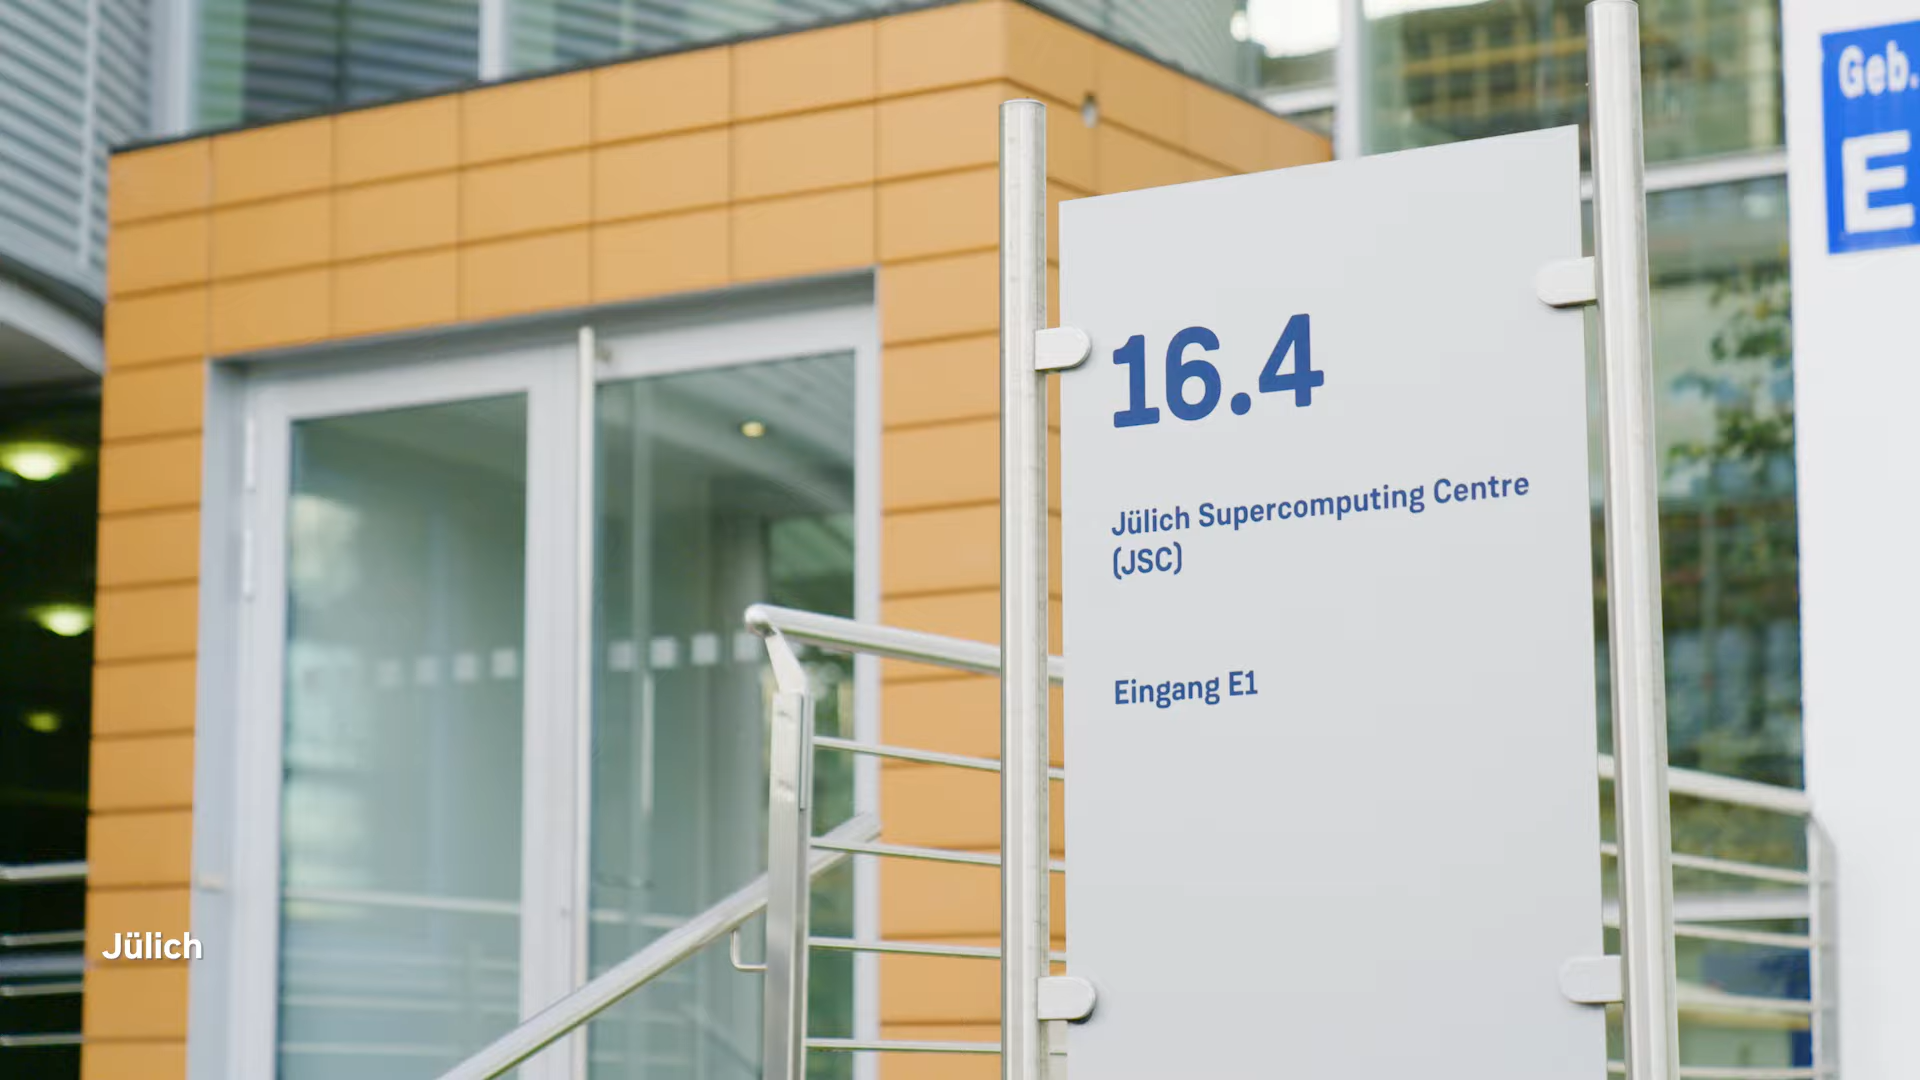 Geb.
E
16.4
Jülich Supercomputing Centre
(JSC)
Eingang E1
Jülich